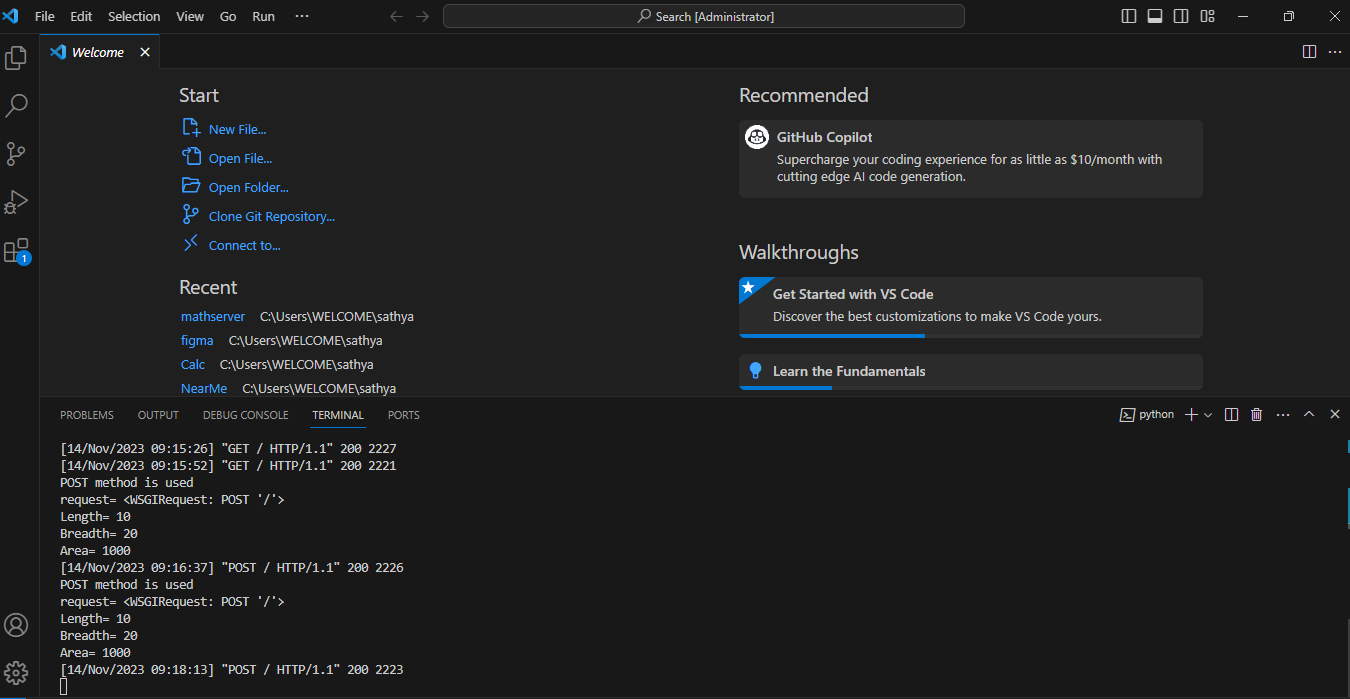 File Edit Selection View Go Run ···
Search [Administrator]
Welcome
Start
New File...
Open File...
Open Folder...
Clone Git Repository...
Connect to...
Recent
mathserver C:\Users\WELCOME\sathya
figma C:\Users\WELCOME\sathya
Calc C:\Users\WELCOME\sathya
NearMe C:\Users\WELCOME\sathya
Recommended
GitHub Copilot
Supercharge your coding experience for as little as $10/month with
cutting edge AI code generation.
Walkthroughs
Get Started with VS Code
Discover the best customizations to make VS Code yours.
Learn the Fundamentals
1
PROBLEMS OUTPUT DEBUG CONSOLE TERMINAL PORTS
python
[14/Nov/2023 09:15:26] "GET / HTTP/1.1" 200 2227
[14/Nov/2023 09:15:52] "GET / HTTP/1.1" 200 2221
POST method is used
request= <WSGIRequest: POST '/'>
Length= 10
Breadth= 20
Area= 1000
[14/Nov/2023 09:16:37] "POST / HTTP/1.1" 200 2226
POST method is used
request= <WSGIRequest: POST '/'>
Length= 10
Breadth= 20
Area= 1000
[14/Nov/2023 09:18:13] "POST / HTTP/1.1" 200 2223